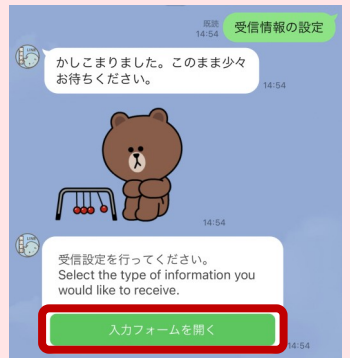 受信情報の設定
既読
14:54
かしこまりました。このまま少々
お待ちください。
14:54
14:54
受信設定を行ってください。
Select the type of information you
would like to receive.
入力フォームを開く
14:54